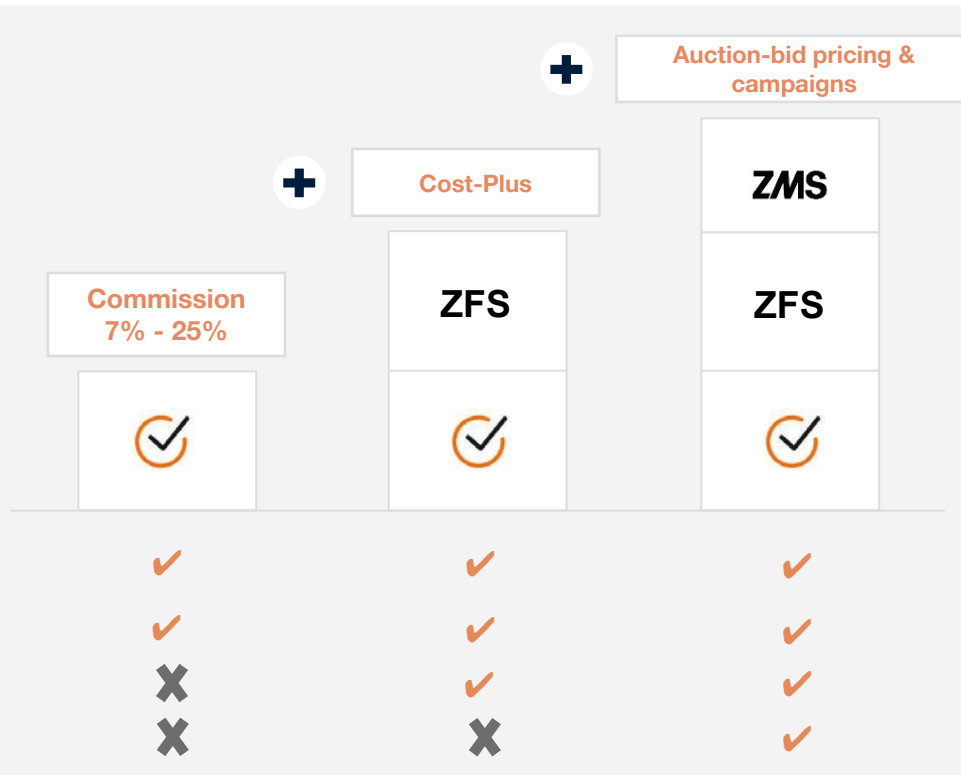 Auction-bid pricing &
campaigns
Cost-Plus
ZMS
Commission
7% - 25%
ZFS
ZFS